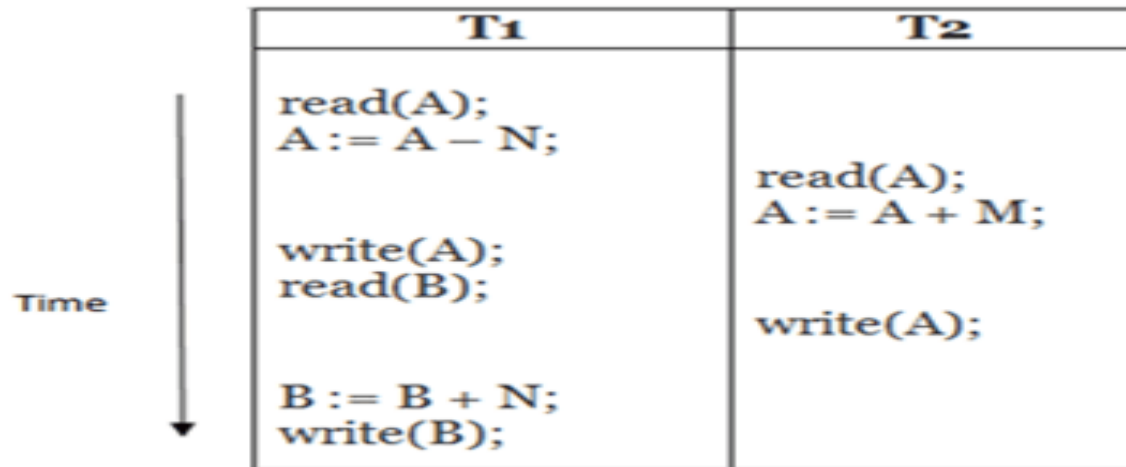 T1 T2
read(A);
A := A – N;
read(A);
A := A + M;
write(A);
read(B);
Time
write(A);
B := B + N;
write(B);